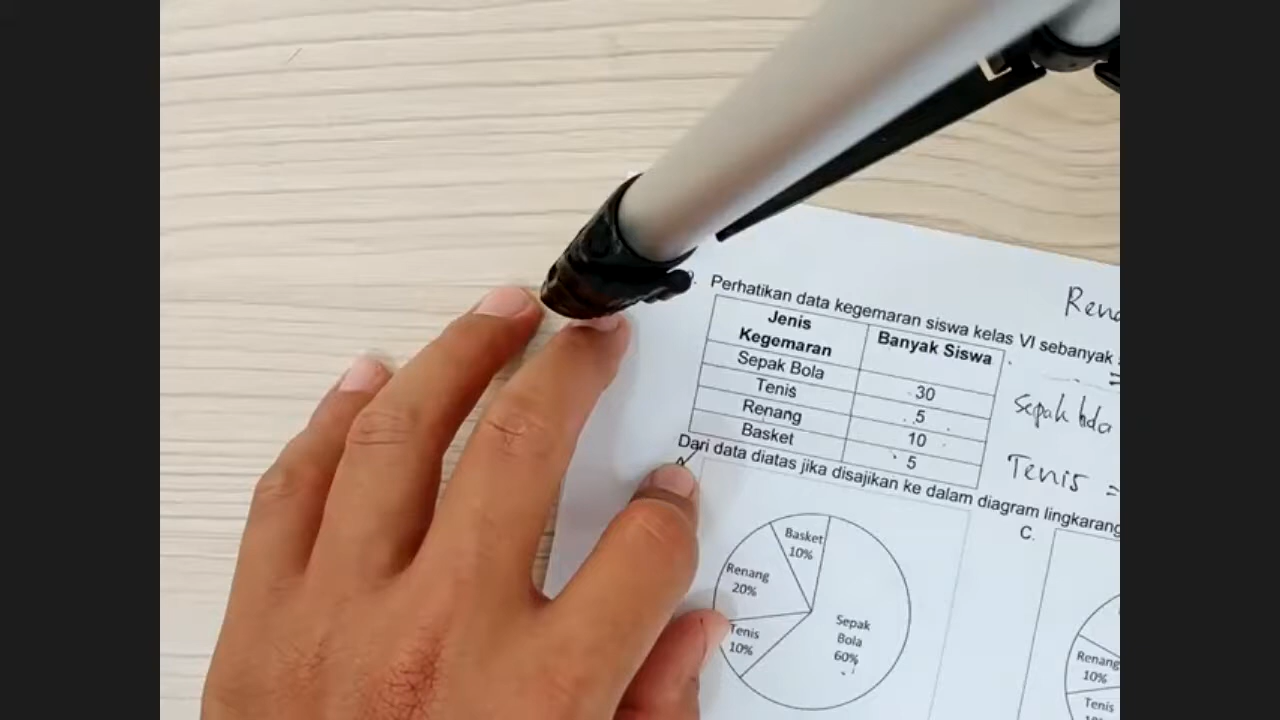 Perhatikan data kegemaran siswa kelas VI sebanyak
Jenis Kegemaran
Banyak Siswa
Sepak Bola
30
Tenis
5
Renang
10
Basket
5
Sepak bola
Tenis =
Dari data diatas jika disajikan ke dalam diagram lingkarang
C.
Basket
10%
Renang
20%
Tenis
10%
Sepak
Bola
60%
Renang
10%
Tenis